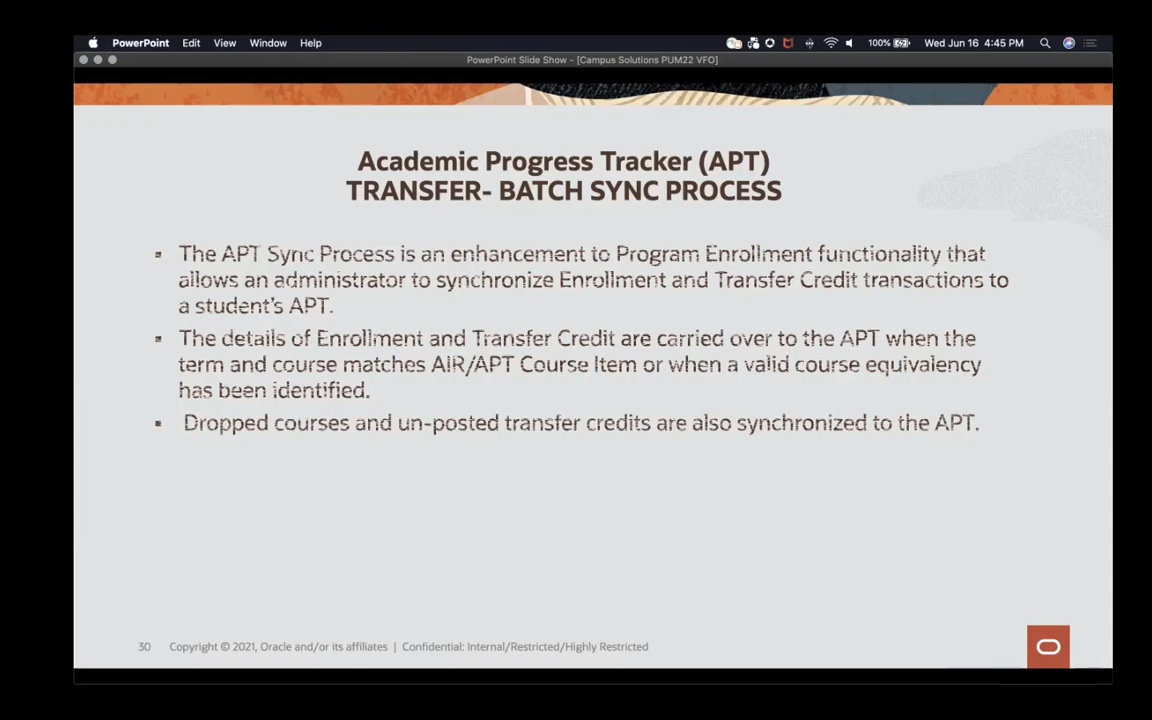 PowerPoint Edit View Window Help 100% Wed Jun 16 4:45 PM
PowerPoint Slide Show - [Campus Solutions PUM22 VFO]
Academic Progress Tracker (APT)
TRANSFER- BATCH SYNC PROCESS
The APT Sync Process is an enhancement to Program Enrollment functionality that
allows an administrator to synchronize Enrollment and Transfer Credit transactions to
a student's APT.
The details of Enrollment and Transfer Credit are carried over to the APT when the
term and course matches AIR/APT Course Item or when a valid course equivalency
has been identified.
Dropped courses and un-posted transfer credits are also synchronized to the APT.
30 Copyright © 2021, Oracle and/or its affiliates | Confidential: Internal/Restricted/Highly Restricted